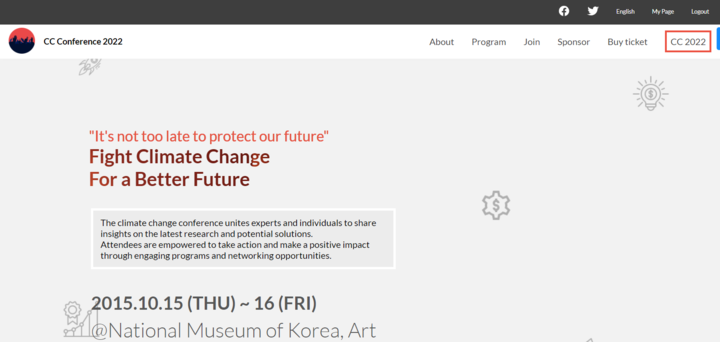 English My Page Logout
CC Conference 2022 About Program Join Sponsor Buy ticket CC 2022
"It's not too late to protect our future"
Fight Climate Change
For a Better Future
The climate change conference unites experts and individuals to share
insights on the latest research and potential solutions.
Attendees are empowered to take action and make a positive impact
through engaging programs and networking opportunities.
2015.10.15 (THU) ~ 16 (FRI)
@National Museum of Korea, Art